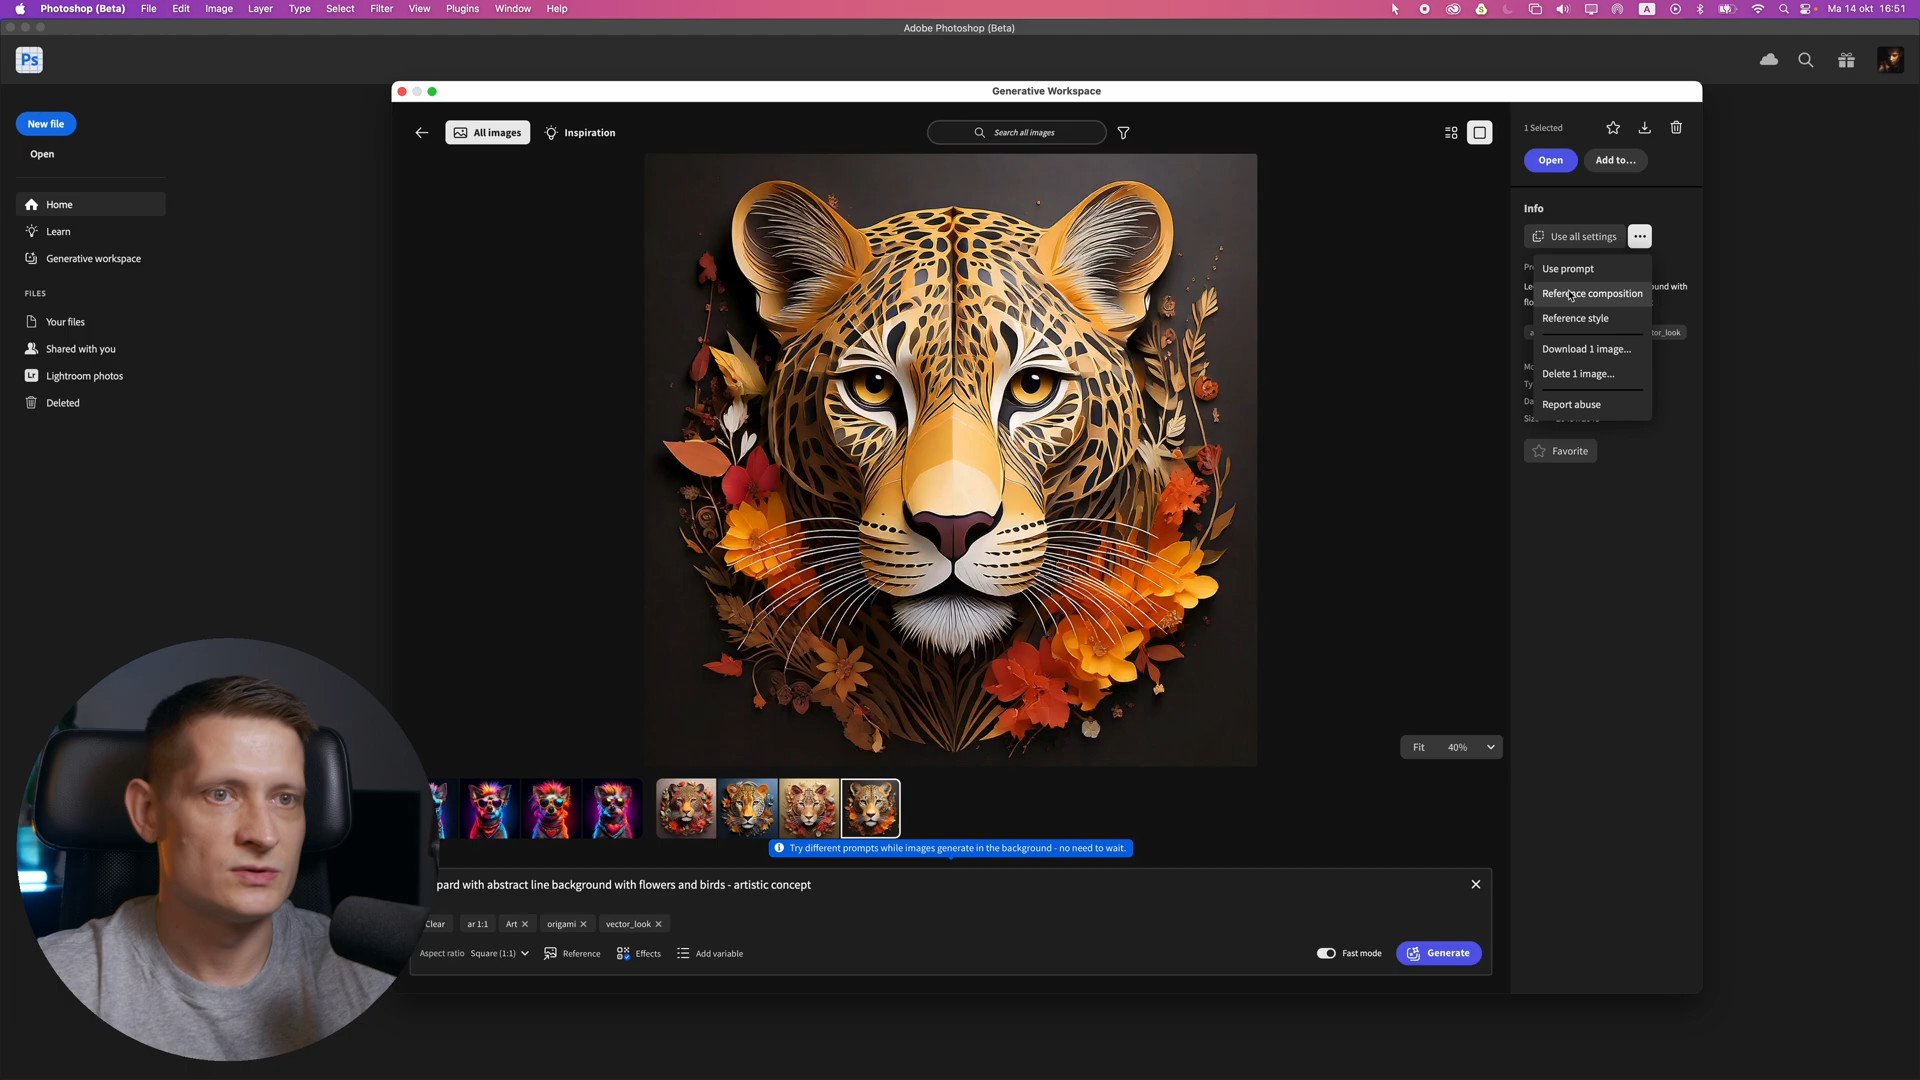 Photoshop (Beta) File Edit Image Layer Type Select Filter View Plugins Window Help
A
Ma 14 okt 16:51
Adobe Photoshop (Beta)
Ps
Generative Workspace
New file
Open
Home
Learn
Generative workspace
FILES
Your files
Shared with you
Lr Lightroom photos
Deleted
All images
Inspiration
Search all images
1 Selected
Open
Add to...
Info
Use all settings
Use prompt
Reference composition
Reference style
Download 1 image...
Delete 1 image...
Report abuse
und with
tor_look
Favorite
Fit 40%
Try different prompts while images generate in the background - no need to wait.
pard with abstract line background with flowers and birds - artistic concept
Clear ar 1:1 Art origami vector_look
Aspect ratio Square (1:1) Reference Effects Add variable
Fast mode Generate